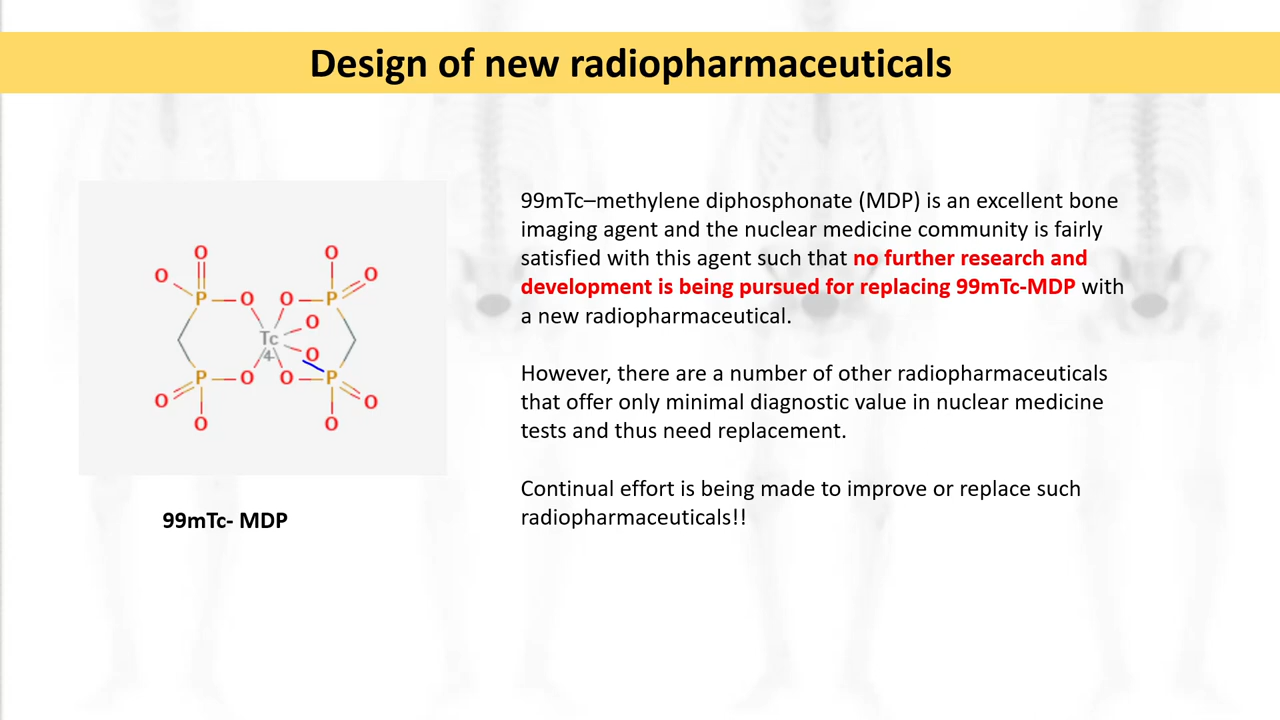 Design of new radiopharmaceuticals
O O
O O
P O O P
O
Tc
4-
O
P O O P
O O
O O
99mTc- MDP
99mTc–methylene diphosphonate (MDP) is an excellent bone
imaging agent and the nuclear medicine community is fairly
satisfied with this agent such that no further research and
development is being pursued for replacing 99mTc-MDP with
a new radiopharmaceutical.
However, there are a number of other radiopharmaceuticals
that offer only minimal diagnostic value in nuclear medicine
tests and thus need replacement.
Continual effort is being made to improve or replace such
radiopharmaceuticals!!